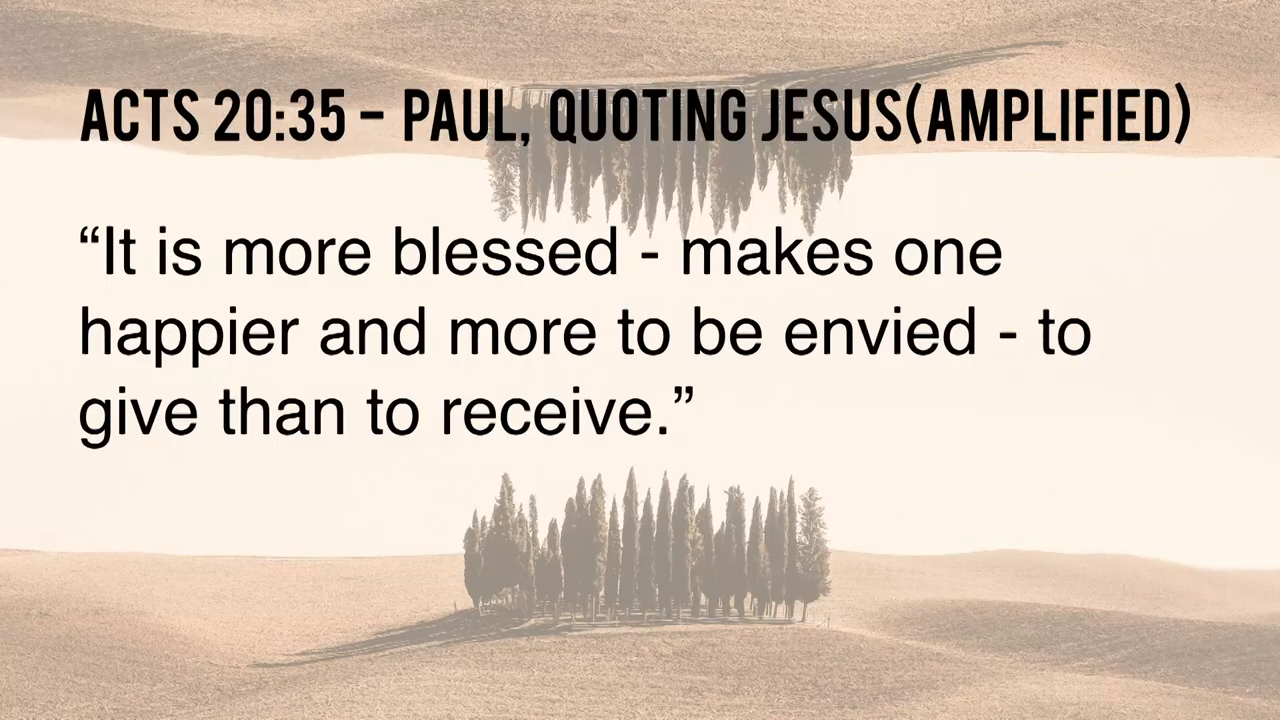 ACTS 20:35 – PAUL, QUOTING JESUS(AMPLIFIED)
“It is more blessed - makes one
happier and more to be envied - to
give than to receive.”